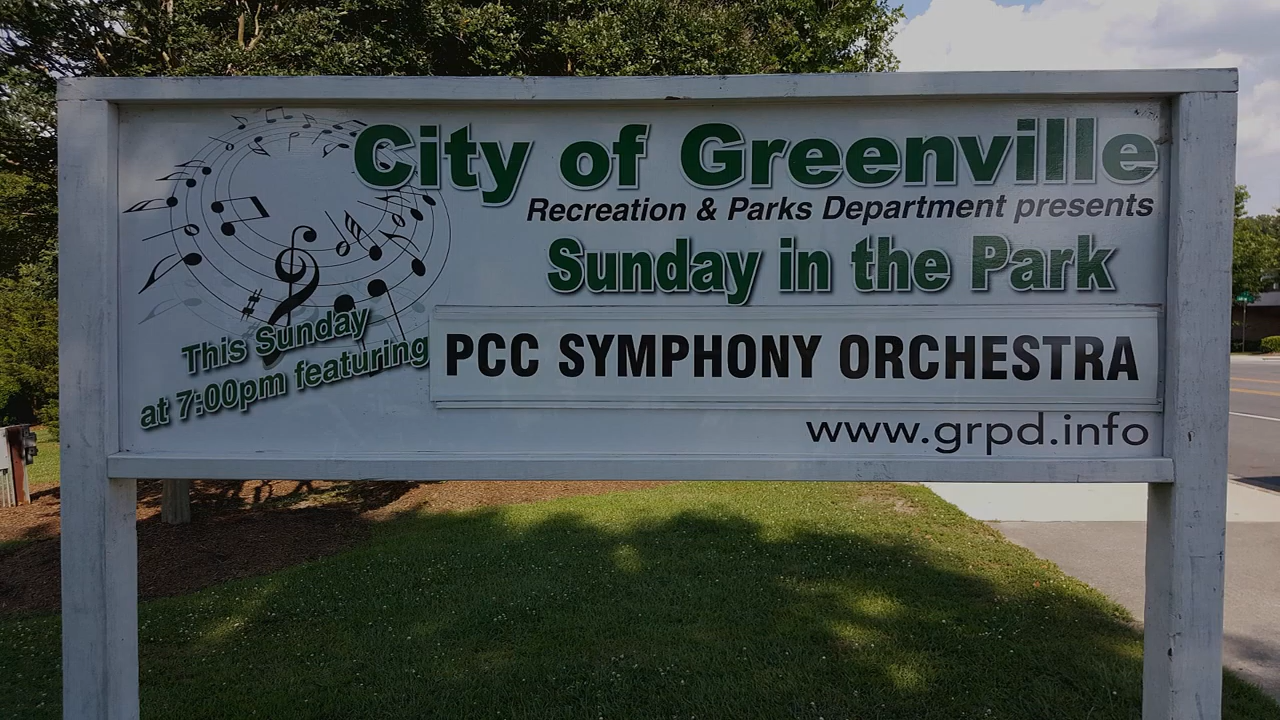 City of Greenville
Recreation & Parks Department presents
Sunday in the Park
This Sunday
at 7:00pm featuring
PCC SYMPHONY ORCHESTRA
www.grpd.info